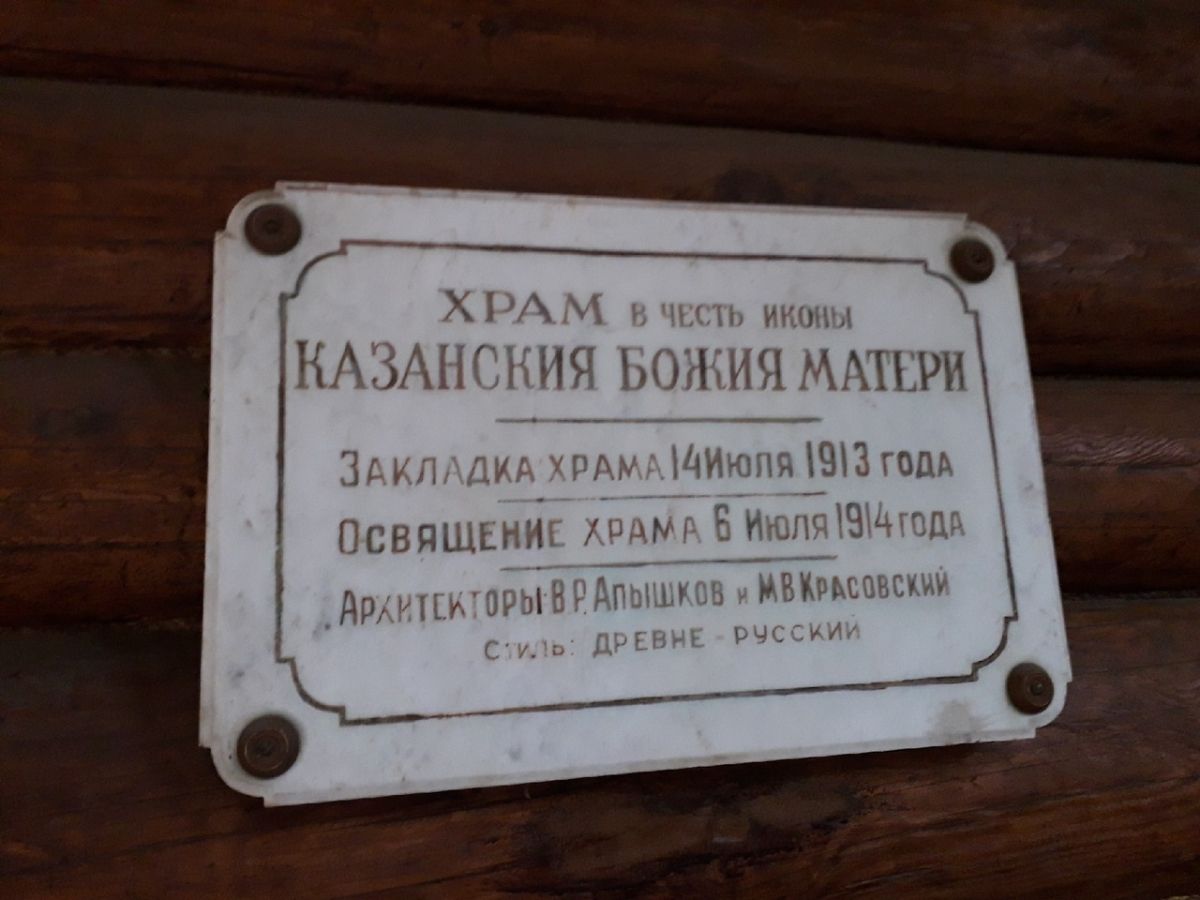 ХРАМ В ЧЕСТЬ ИКОНЫ
КАЗАНСКИЯ БОЖИЯ МАТЕРИ
ЗАКЛАДКА ХРАМА 14 ИЮЛЯ 1913 ГОДА
ОСВЯЩЕНИЕ ХРАМА 6 ИЮЛЯ 1914 ГОДА
АРХИТЕКТОРЫ: В.Р. АПЫШКОВ И М.В КРАСОВСКИЙ
СТИЛЬ: ДРЕВНЕ - РУССКИЙ